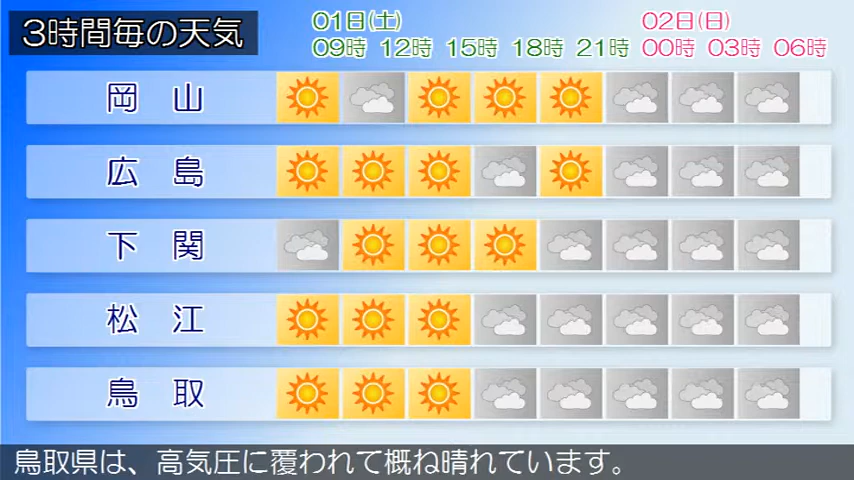 3時間毎の天気
01日(土) 02日(日)
09時 12時 15時 18時 21時 00時 03時 06時
岡 山
広 島
下 関
松 江
鳥 取
鳥取県は、高気圧に覆われて概ね晴れています。